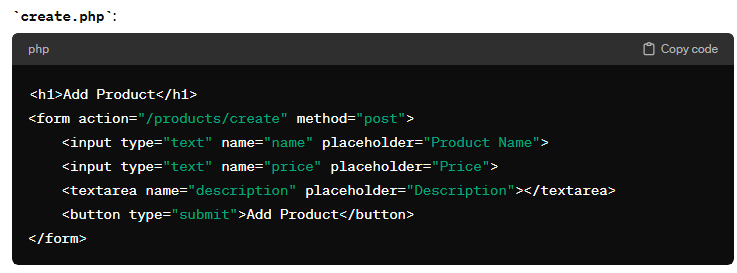 `create.php`:
php
Copy code
<h1>Add Product</h1>
<form action="/products/create" method="post">
    <input type="text" name="name" placeholder="Product Name">
    <input type="text" name="price" placeholder="Price">
    <textarea name="description" placeholder="Description"></textarea>
    <button type="submit">Add Product</button>
</form>